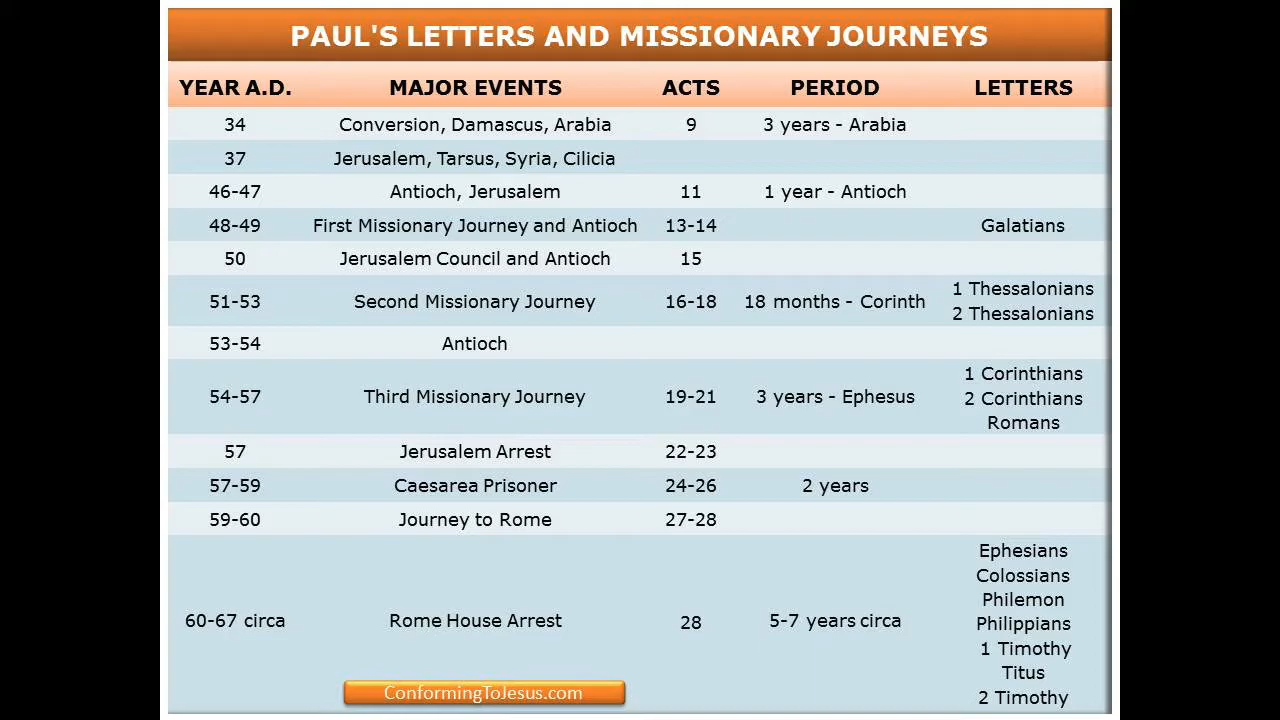 PAUL'S LETTERS AND MISSIONARY JOURNEYS
YEAR A.D. MAJOR EVENTS ACTS PERIOD LETTERS
34 Conversion, Damascus, Arabia 9 3 years - Arabia
37 Jerusalem, Tarsus, Syria, Cilicia
46-47 Antioch, Jerusalem 11 1 year - Antioch
48-49 First Missionary Journey and Antioch 13-14 Galatians
50 Jerusalem Council and Antioch 15
51-53 Second Missionary Journey 16-18 18 months - Corinth 1 Thessalonians
2 Thessalonians
53-54 Antioch
54-57 Third Missionary Journey 19-21 3 years - Ephesus 1 Corinthians
2 Corinthians
Romans
57 Jerusalem Arrest 22-23
57-59 Caesarea Prisoner 24-26 2 years
59-60 Journey to Rome 27-28
60-67 circa Rome House Arrest 28 5-7 years circa Ephesians
Colossians
Philemon
Philippians
1 Timothy
Titus
2 Timothy
ConformingToJesus.com